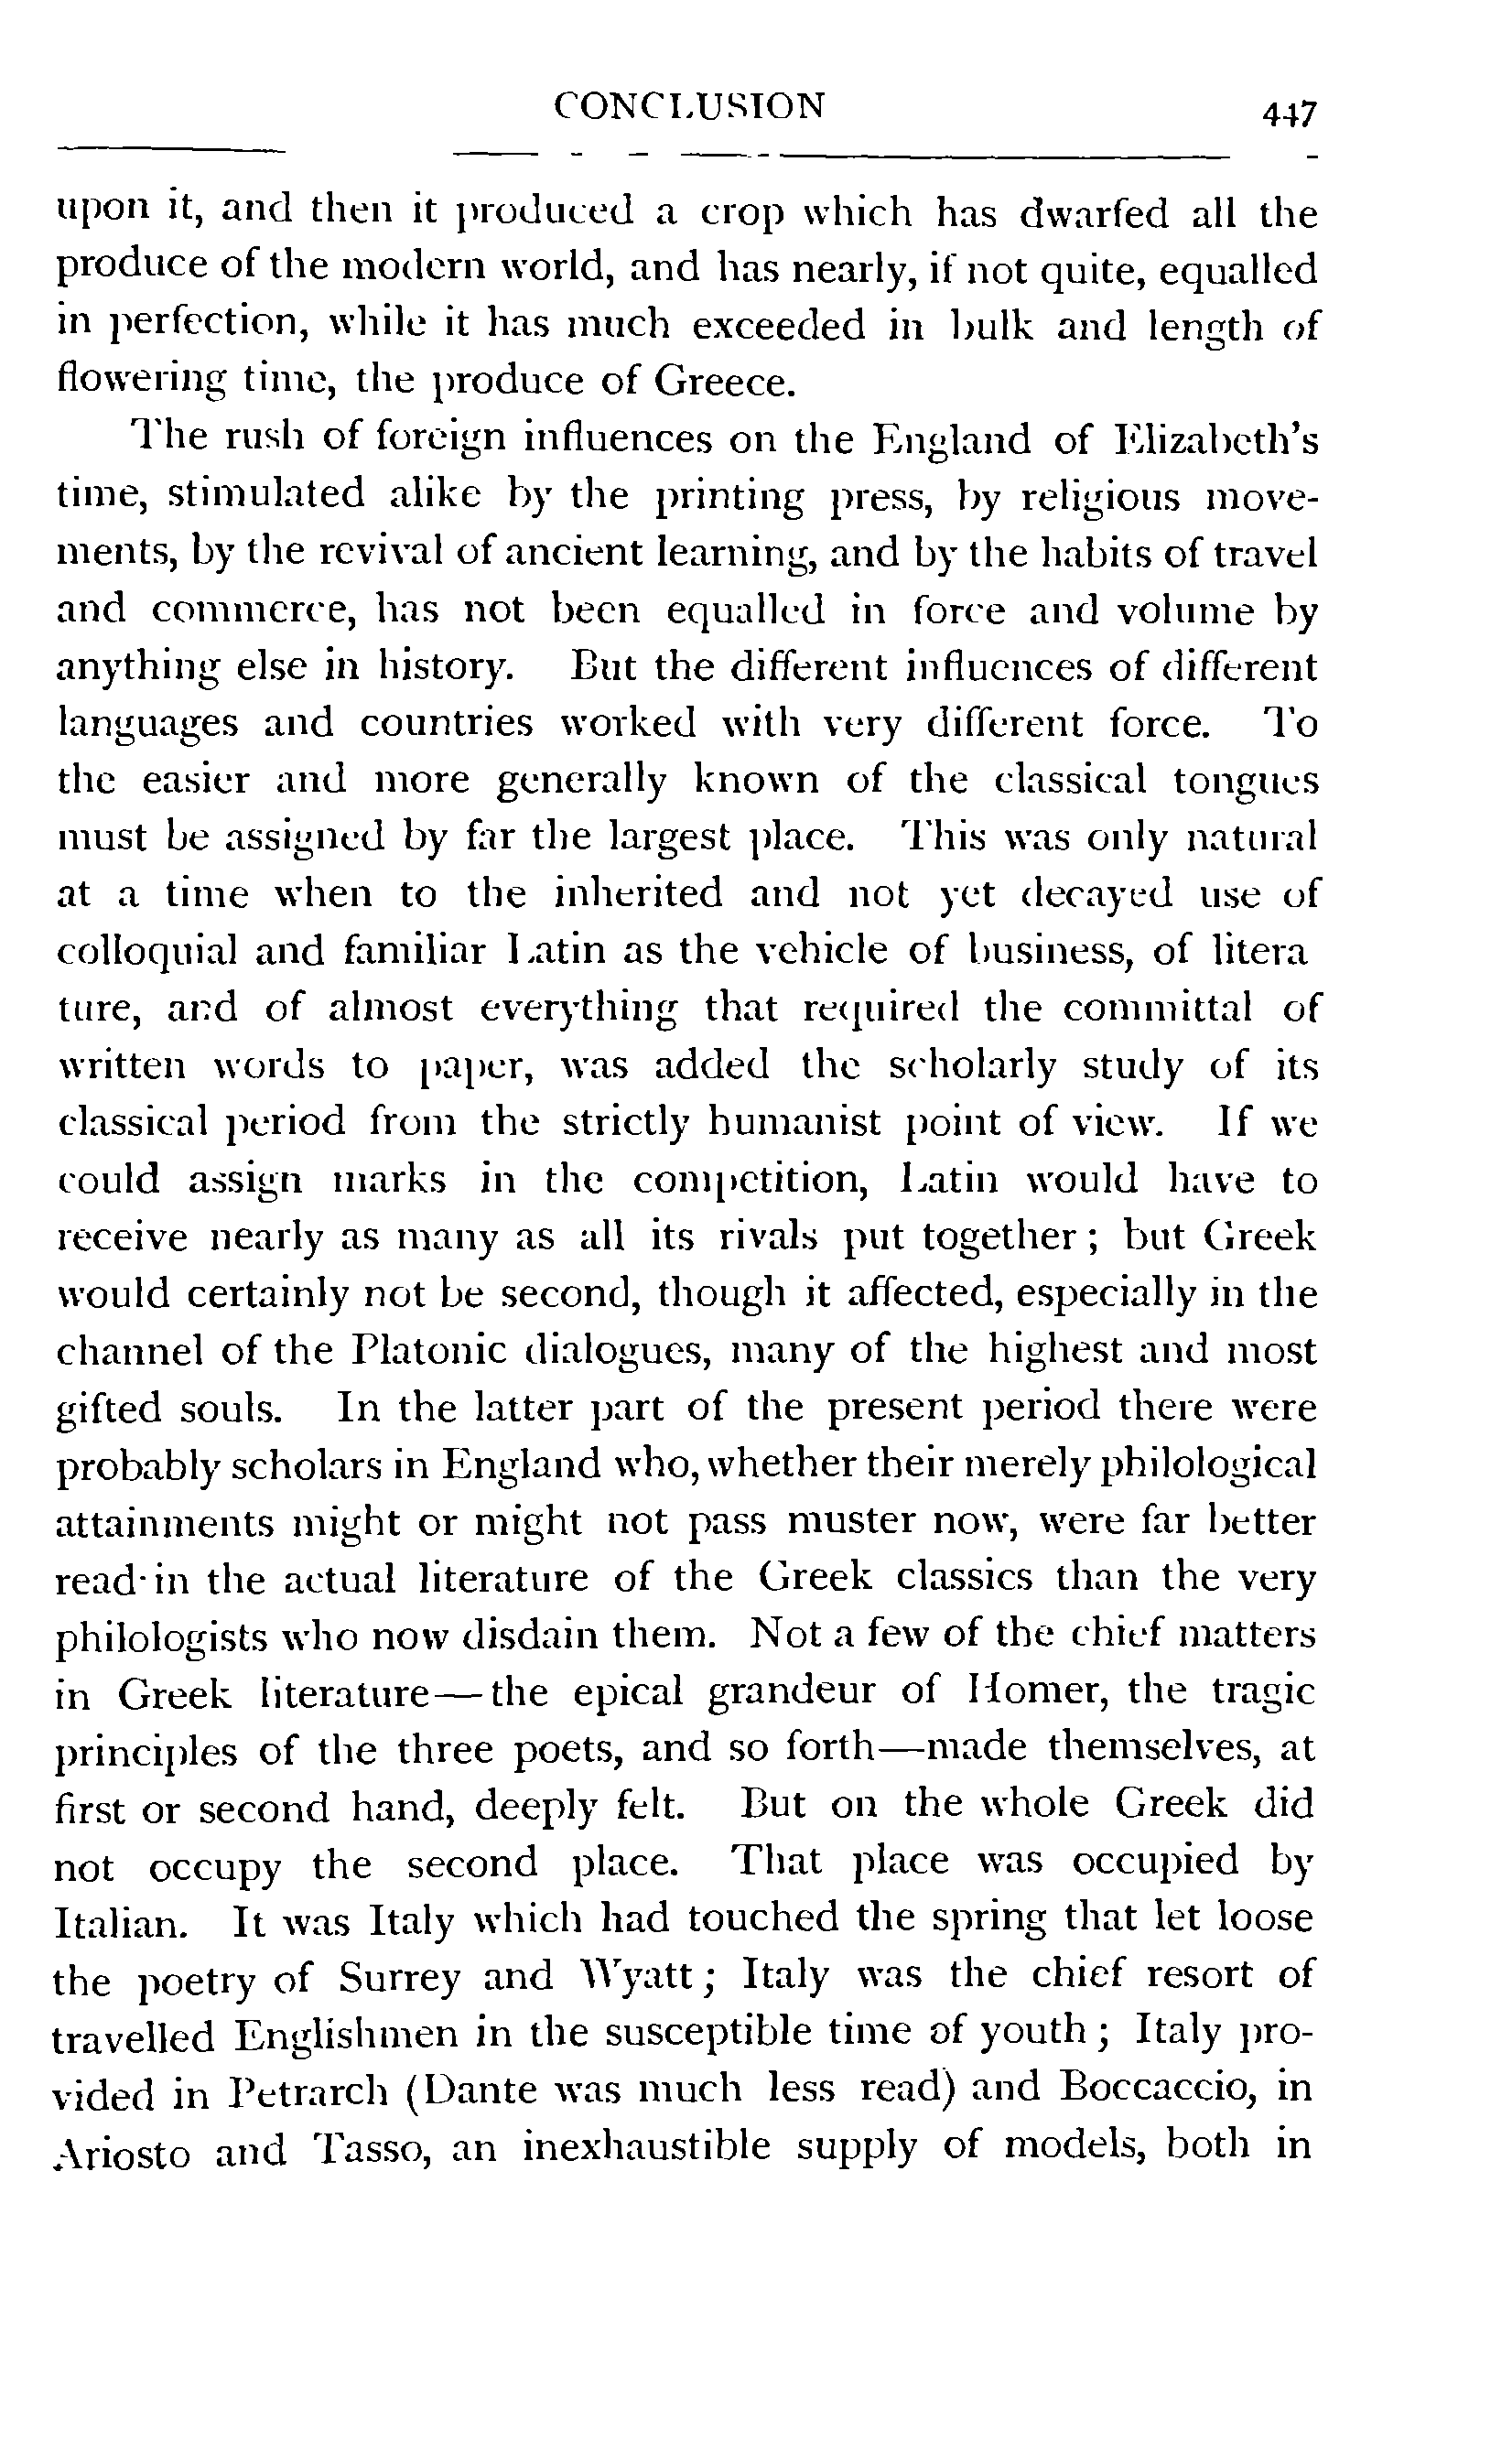 CONCLUSION 447
upon it, and then it produced a crop which has dwarfed all the
produce of the modern world, and has nearly, if not quite, equalled
in perfection, while it has much exceeded in bulk and length of
flowering time, the produce of Greece.
The rush of foreign influences on the England of Elizabeth's
time, stimulated alike by the printing press, by religious move-
ments, by the revival of ancient learning, and by the habits of travel
and commerce, has not been equalled in force and volume by
anything else in history. But the different influences of different
languages and countries worked with very different force. To
the easier and more generally known of the classical tongues
must be assigned by far the largest place. This was only natural
at a time when to the inherited and not yet decayed use of
colloquial and familiar Latin as the vehicle of business, of litera
ture, and of almost everything that required the committal of
written words to paper, was added the scholarly study of its
classical period from the strictly humanist point of view. If we
could assign marks in the competition, Latin would have to
receive nearly as many as all its rivals put together; but Greek
would certainly not be second, though it affected, especially in the
channel of the Platonic dialogues, many of the highest and most
gifted souls. In the latter part of the present period there were
probably scholars in England who, whether their merely philological
attainments might or might not pass muster now, were far better
read in the actual literature of the Greek classics than the very
philologists who now disdain them. Not a few of the chief matters
in Greek literature—the epical grandeur of Homer, the tragic
principles of the three poets, and so forth—made themselves, at
first or second hand, deeply felt. But on the whole Greek did
not occupy the second place. That place was occupied by
Italian. It was Italy which had touched the spring that let loose
the poetry of Surrey and Wyatt; Italy was the chief resort of
travelled Englishmen in the susceptible time of youth; Italy pro-
vided in Petrarch (Dante was much less read) and Boccaccio, in
Ariosto and Tasso, an inexhaustible supply of models, both in